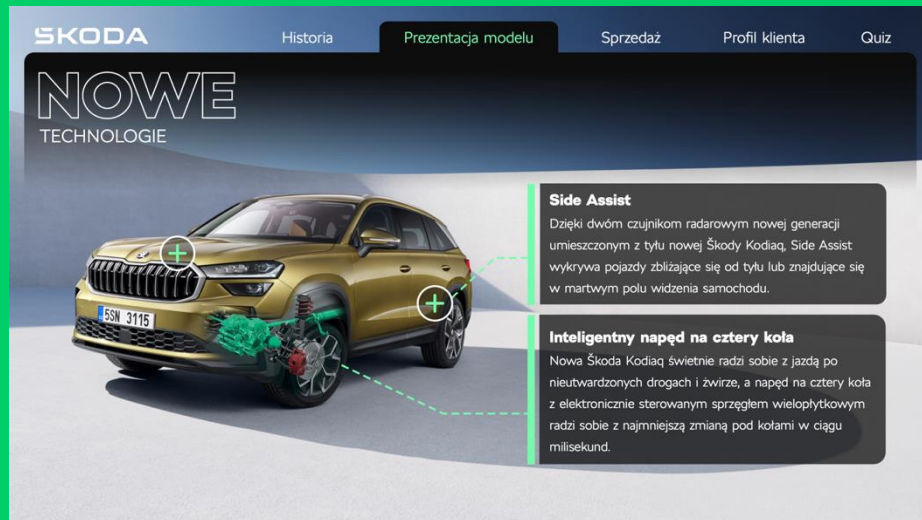 SKODA
Historia
Prezentacja modelu
Sprzedaż
Profil klienta
Quiz
NOWE
TECHNOLOGIE
Side Assist
Dzięki dwóm czujnikom radarowym nowej generacji
umieszczonym z tyłu nowej Škody Kodiaq, Side Assist
wykrywa pojazdy zbliżające się od tyłu lub znajdujące się
w martwym polu widzenia samochodu.
5SN 3115
Inteligentny napęd na cztery koła
Nowa Škoda Kodiaq świetnie radzi sobie z jazdą po
nieutwardzonych drogach i żwirze, a napęd na cztery koła
z elektronicznie sterowanym sprzęgłem wielopłytkowym
radzi sobie z najmniejszą zmianą pod kołami w ciągu
milisekund.